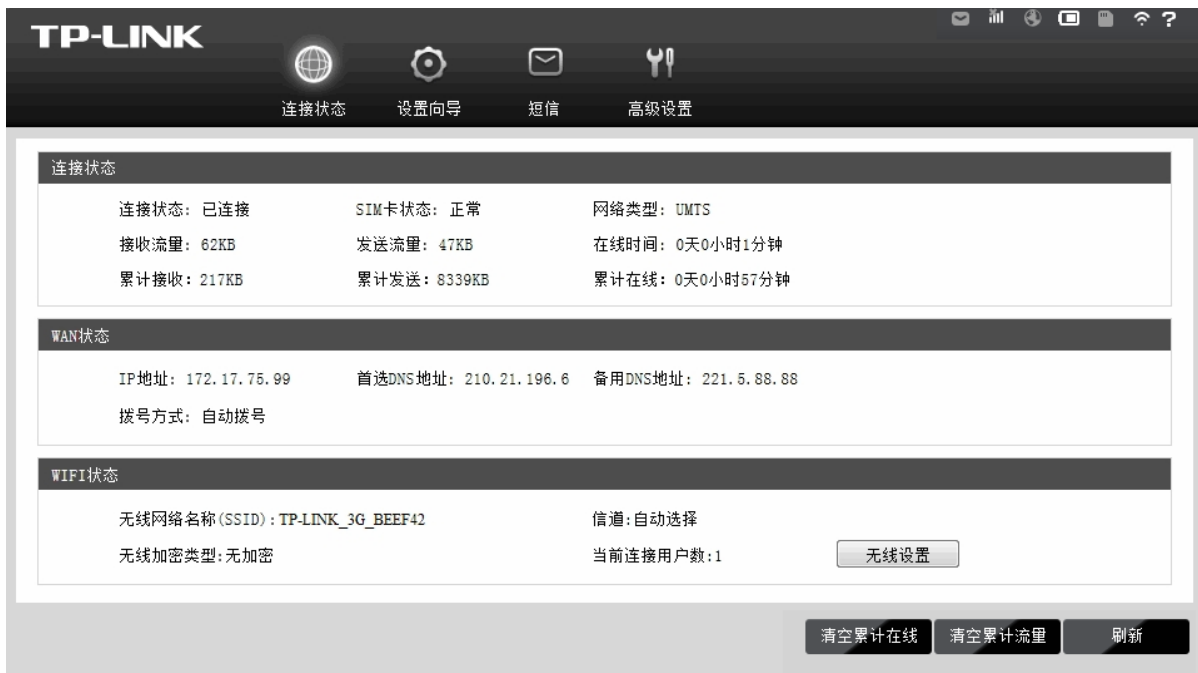 TP-LINK
?
连接状态 设置向导 短信 高级设置
连接状态
连接状态: 已连接 SIM卡状态: 正常 网络类型: UMTS
接收流量: 62KB 发送流量: 47KB 在线时间: 0天0小时1分钟
累计接收: 217KB 累计发送: 8339KB 累计在线: 0天0小时57分钟
WAN状态
IP地址: 172.17.75.99 首选DNS地址: 210.21.196.6 备用DNS地址: 221.5.88.88
拨号方式: 自动拨号
WIFI状态
无线网络名称(SSID):TP-LINK_3G_BEEF42 信道:自动选择
无线加密类型:无加密 当前连接用户数:1 无线设置
清空累计在线 清空累计流量 刷新